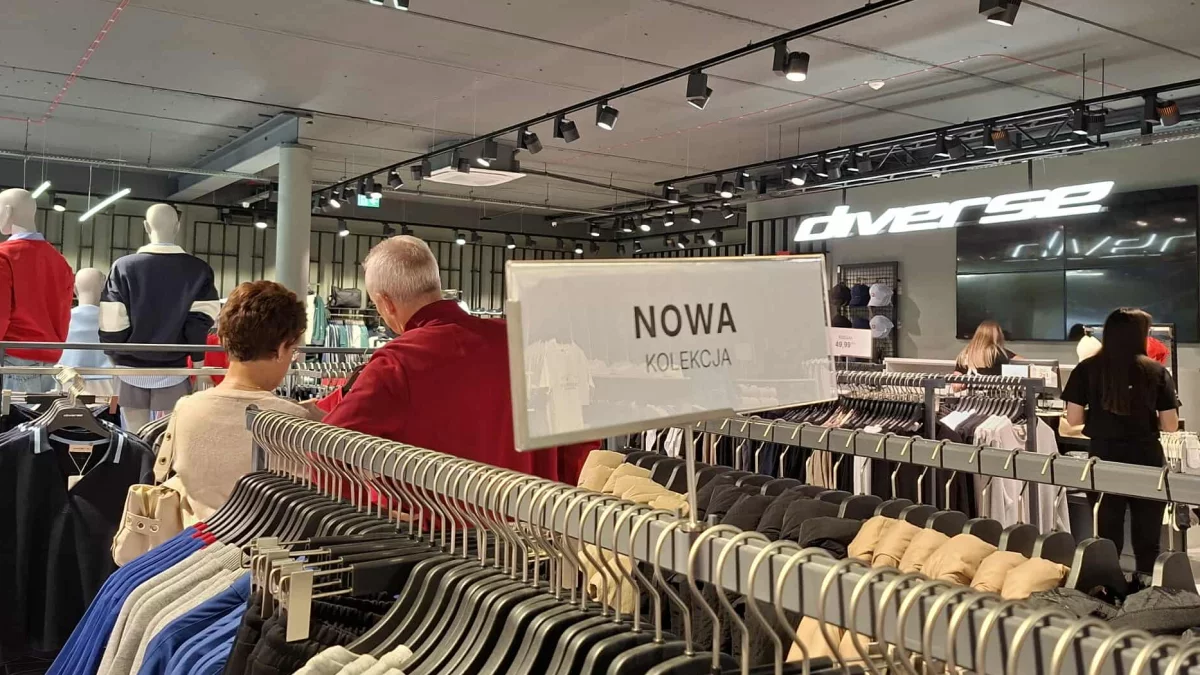 diverse
NOWA
KOLEKCJA
49,99